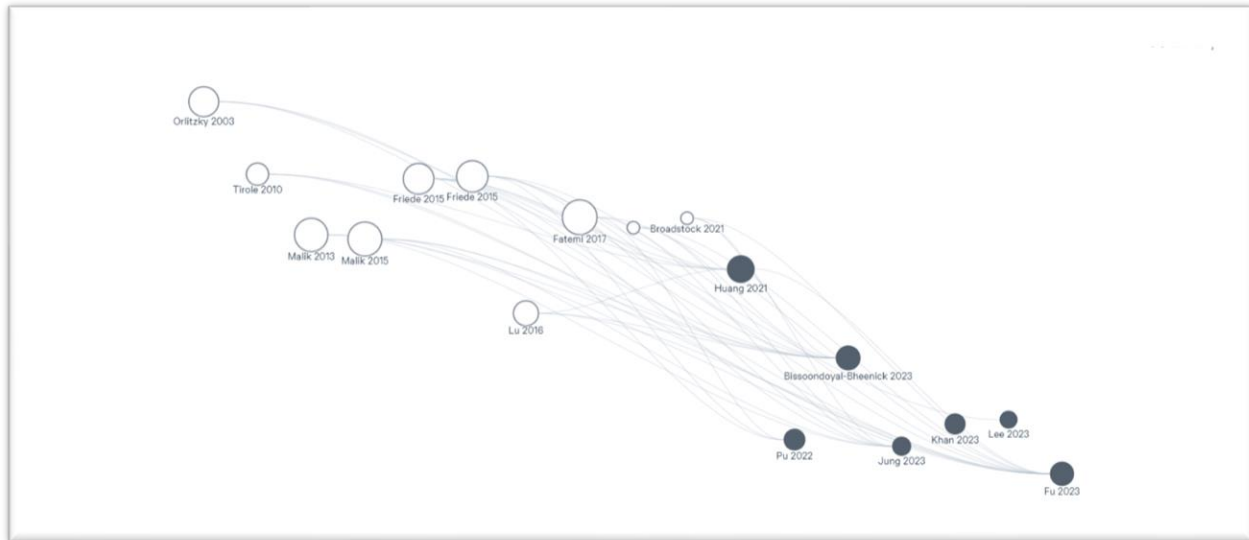 Orlitzky 2003
Tirole 2010
Friede 2015
Friede 2015
Malik 2013
Malik 2015
Fatemi 2017
Broadstock 2021
Huang 2021
Lu 2016
Bissoondoyal-Bheenick 2023
Khan 2023
Lee 2023
Pu 2022
Jung 2023
Fu 2023